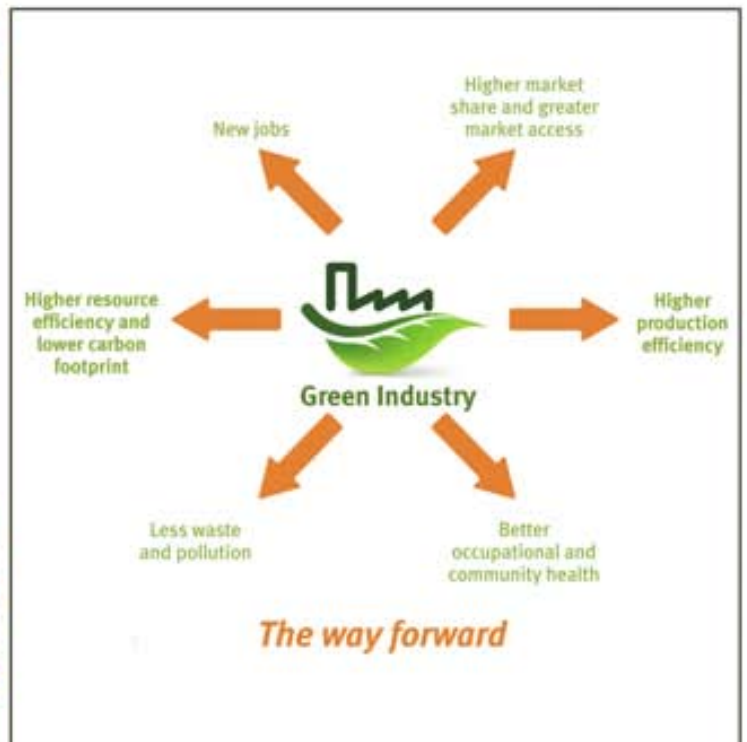 New jobs
Higher market
share and greater
market access
Higher resource
efficiency and
lower carbon
footprint
Higher
production
efficiency
Green Industry
Less waste
and pollution
Better
occupational and
community health
The way forward